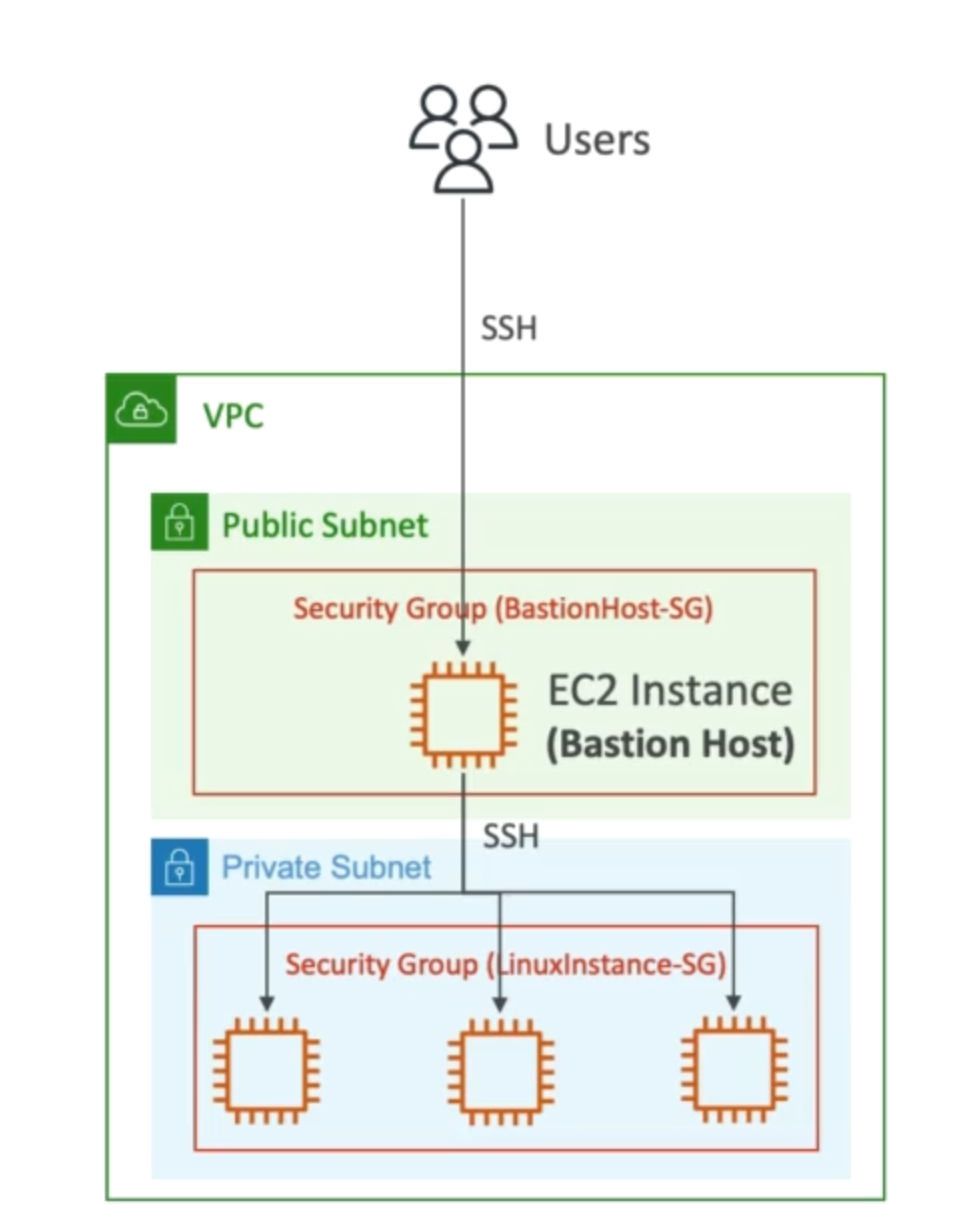 Users
SSH
VPC
Public Subnet
Security Group (BastionHost-SG)
EC2 Instance
(Bastion Host)
SSH
Private Subnet
Security Group (LinuxInstance-SG)